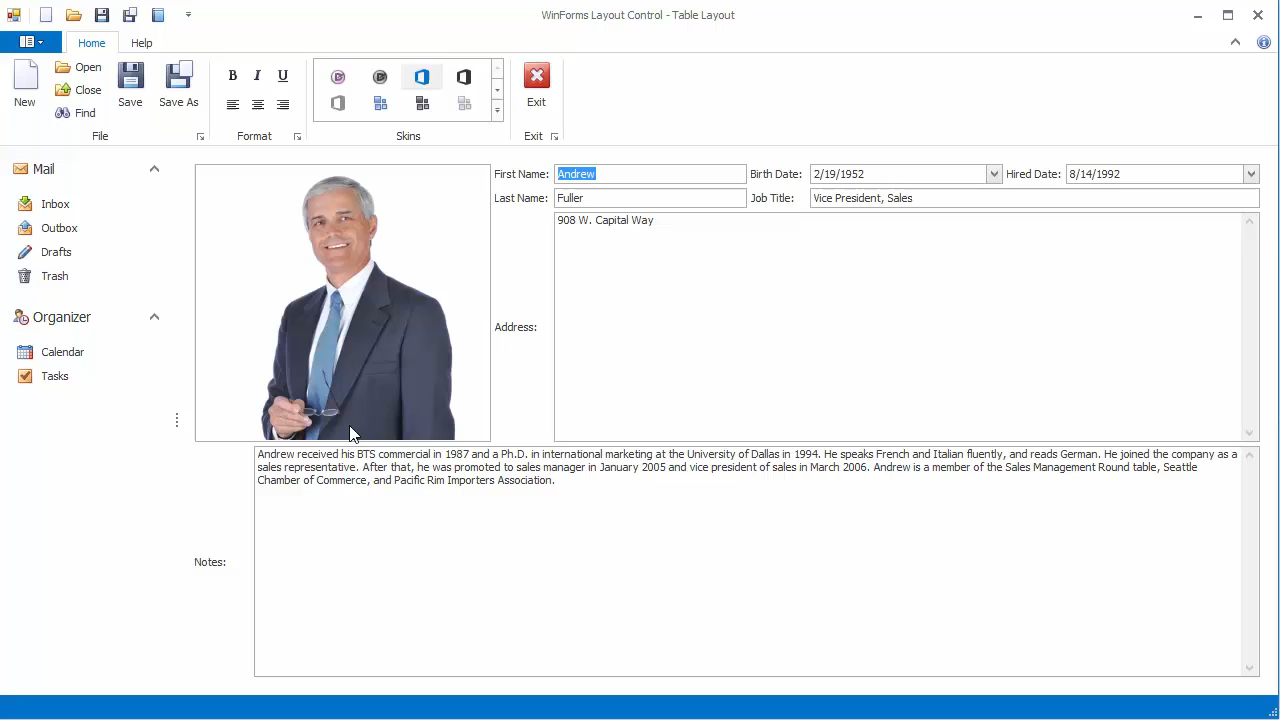 WinForms Layout Control - Table Layout
Home Help
New
Open
Close
Find
Save
Save As
File
B I U
Format
Skins
Exit
Exit
Mail
Inbox
Outbox
Drafts
Trash
Organizer
Calendar
Tasks
First Name: Andrew Birth Date: 2/19/1952 Hired Date: 8/14/1992
Last Name: Fuller Job Title: Vice President, Sales
Address: 908 W. Capital Way
Notes:
Andrew received his BTS commercial in 1987 and a Ph.D. in international marketing at the University of Dallas in 1994. He speaks French and Italian fluently, and reads German. He joined the company as a
sales representative. After that, he was promoted to sales manager in January 2005 and vice president of sales in March 2006. Andrew is a member of the Sales Management Round table, Seattle
Chamber of Commerce, and Pacific Rim Importers Association.